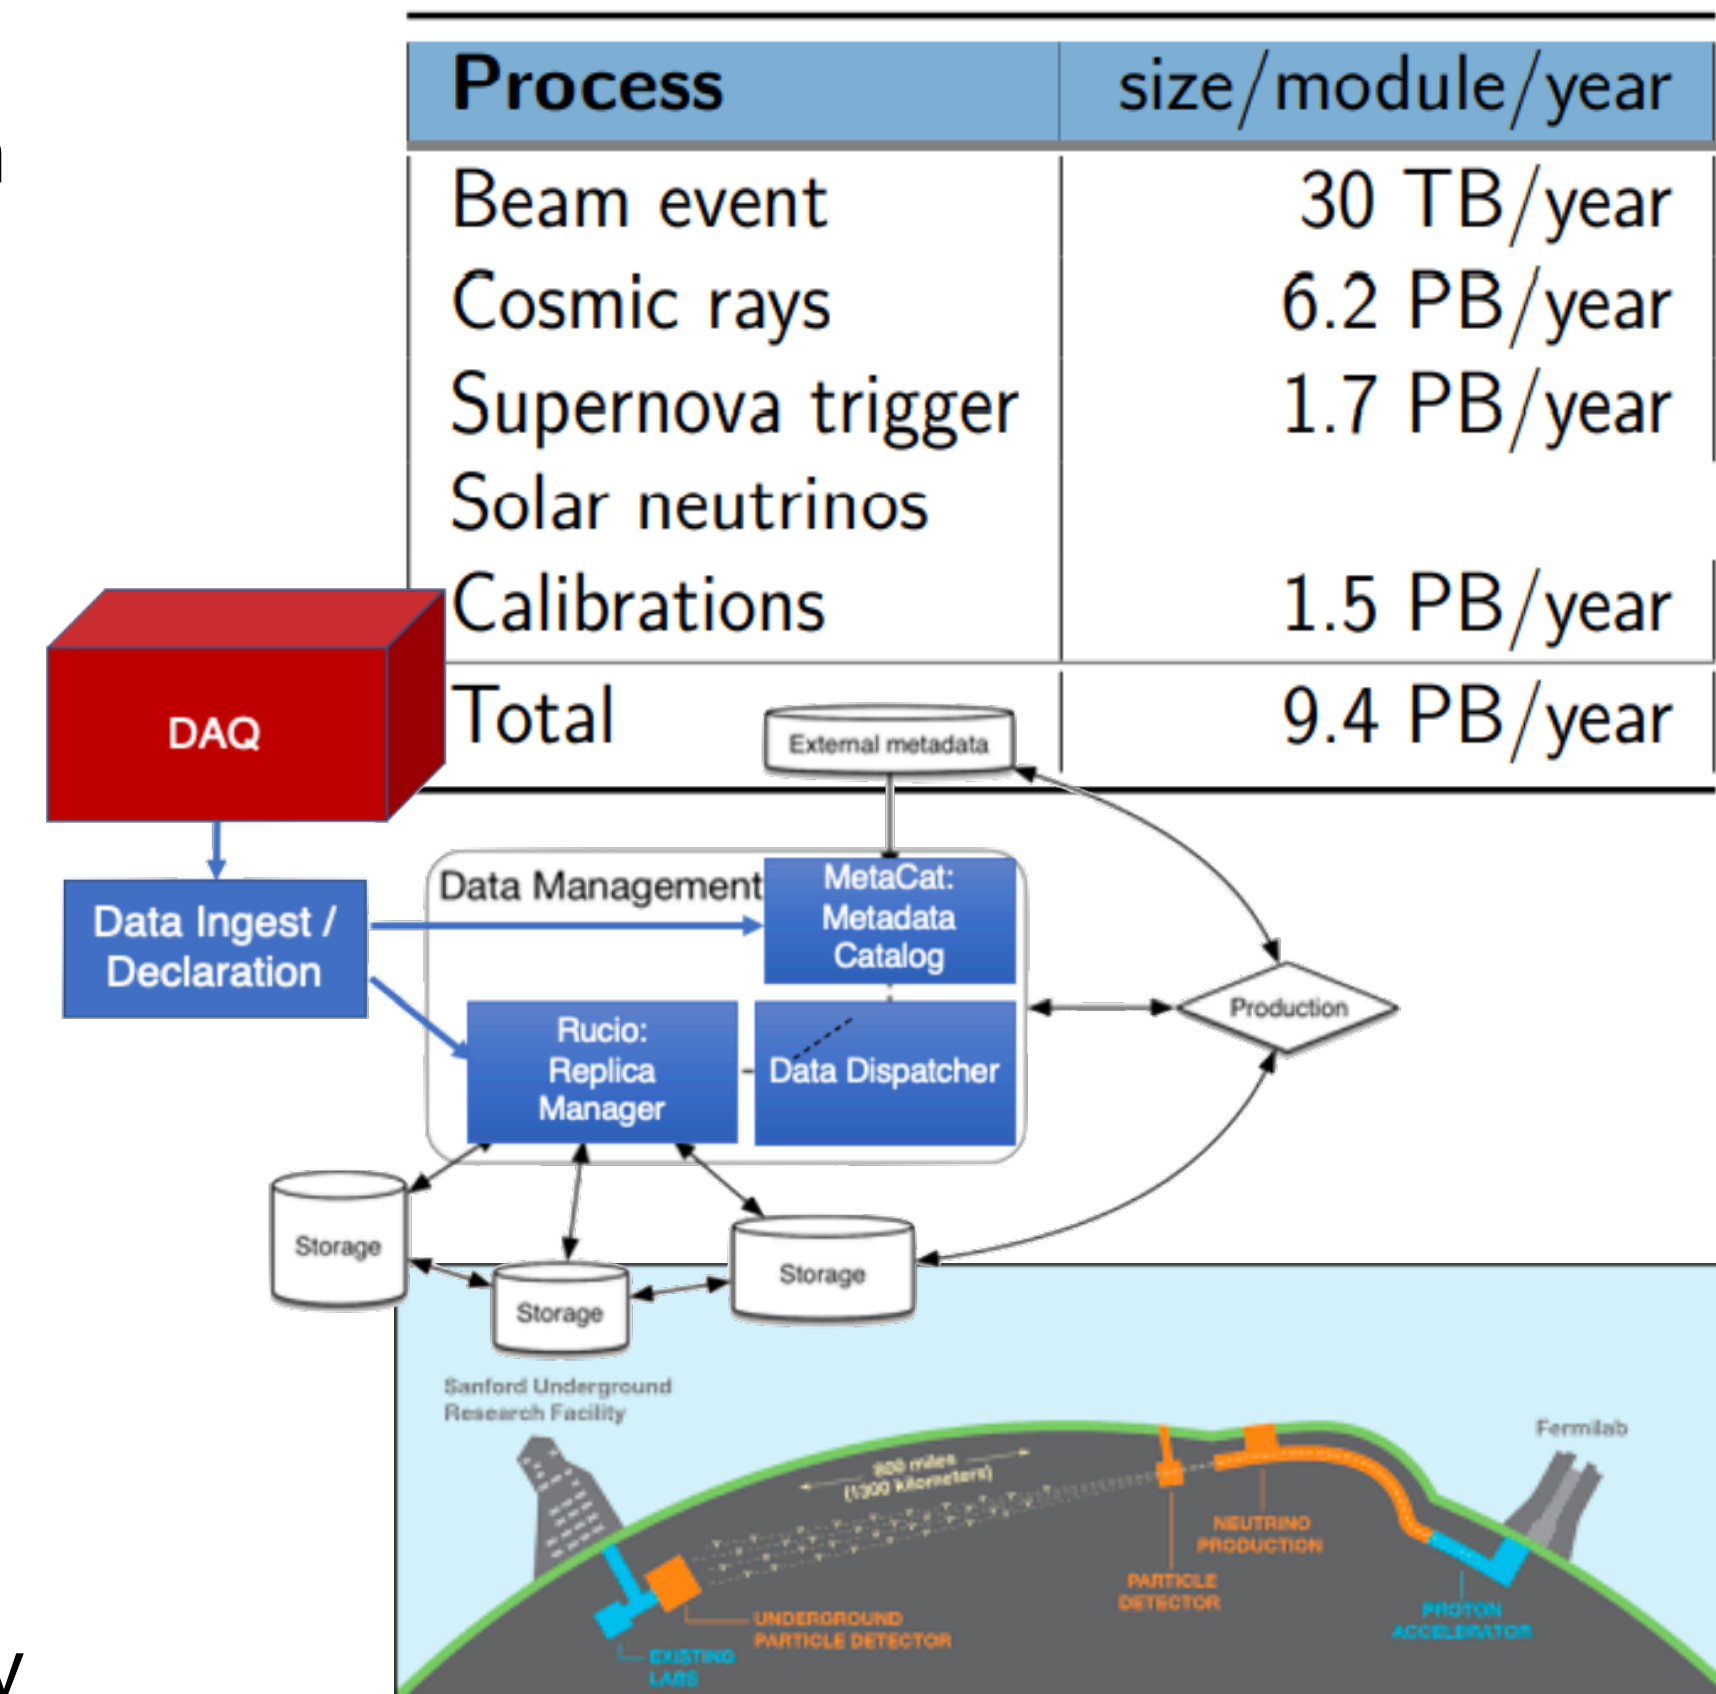 Process size/module/year
Beam event 30 TB/year
Cosmic rays 6.2 PB/year
Supernova trigger 1.7 PB/year
Solar neutrinos
Calibrations 1.5 PB/year
Total 9.4 PB/year
DAQ
External metadata
Data Management
MetaCat:
Metadata
Catalog
Data Ingest /
Declaration
Production
Rucio:
Replica
Manager
Data Dispatcher
Storage
Storage
Storage
Sanford Underground
Research Facility
Fermilab
800 miles
(1300 kilometers)
NEUTRINO
PRODUCTION
PARTICLE
DETECTOR
PROTON
ACCELERATOR
UNDERGROUND
PARTICLE DETECTOR
EXISTING
LABS